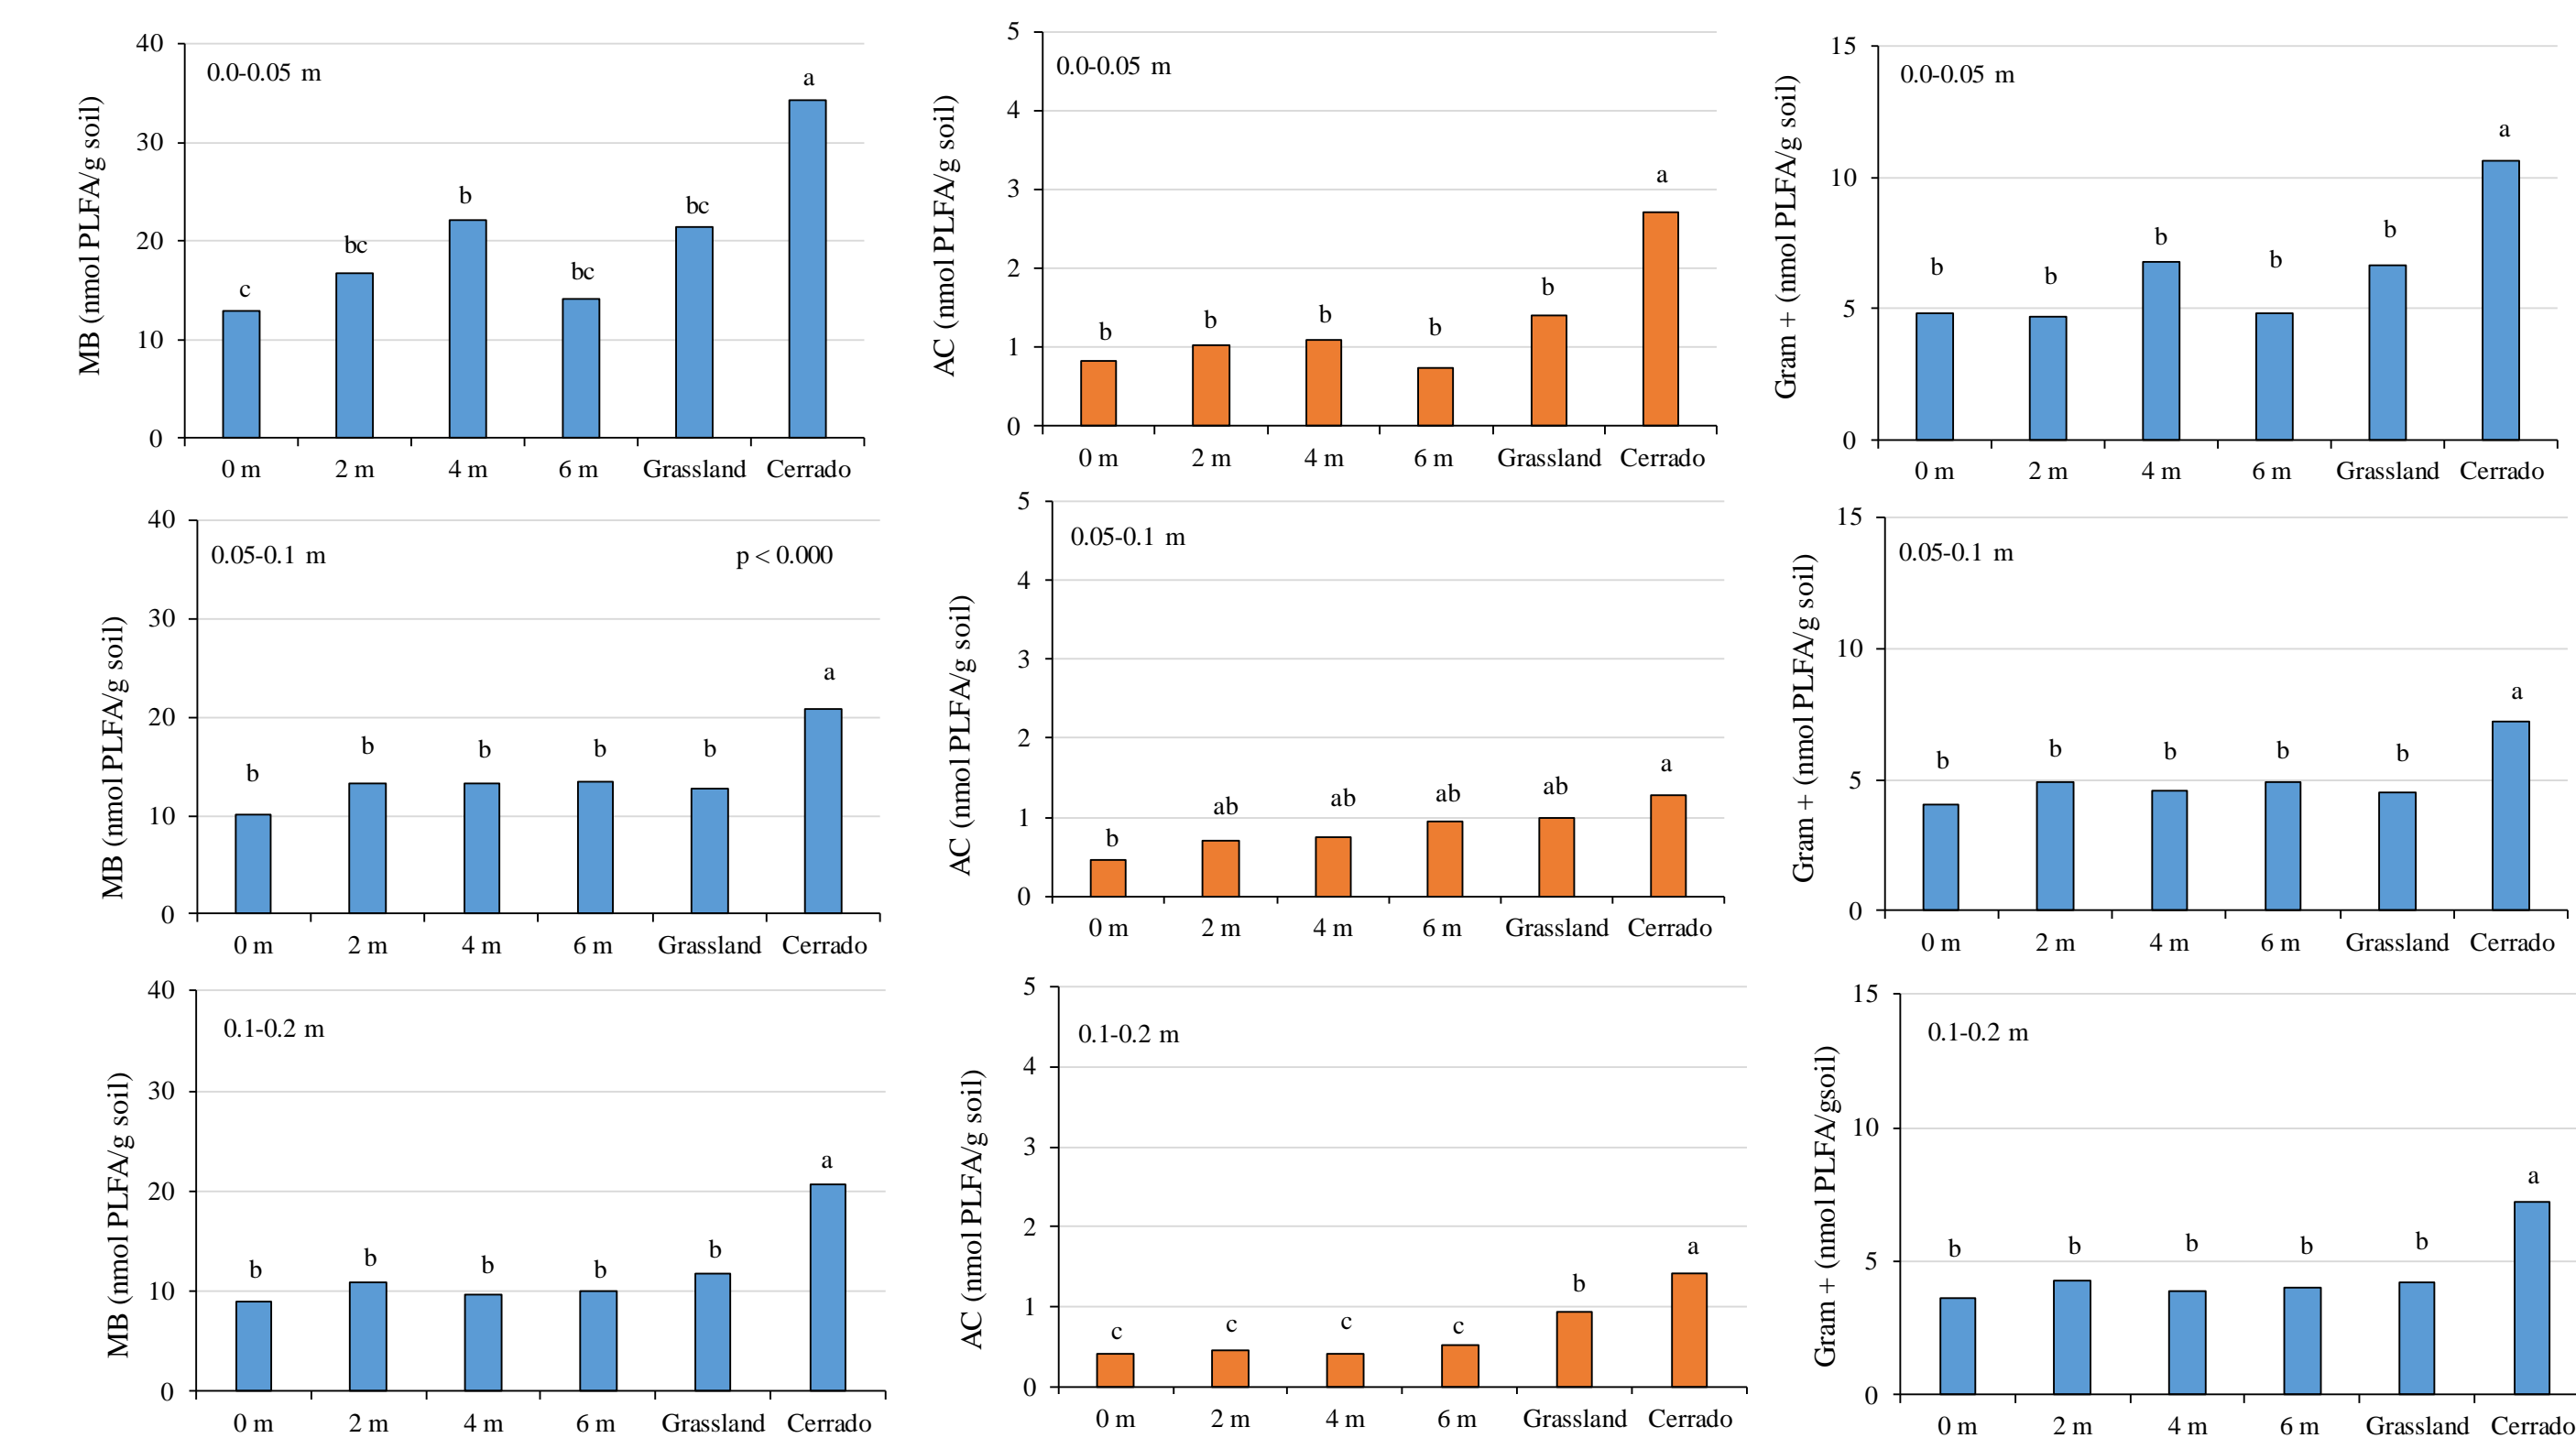 MB (nmol PLFA/g soil)
40
30
20
10
0
0.0-0.05 m
c
bc
b
bc
bc
a
0 m 2 m 4 m 6 m Grassland Cerrado
AC (nmol PLFA/g soil)
5
4
3
2
1
0
0.0-0.05 m
b
b
b
b
b
a
0 m 2 m 4 m 6 m Grassland Cerrado
Gram + (nmol PLFA/g soil)
15
10
5
0
0.0-0.05 m
b
b
b
b
b
a
0 m 2 m 4 m 6 m Grassland Cerrado
MB (nmol PLFA/g soil)
40
30
20
10
0
0.05-0.1 m
p < 0.000
b
b
b
b
b
a
0 m 2 m 4 m 6 m Grassland Cerrado
AC (nmol PLFA/g soil)
5
4
3
2
1
0
0.05-0.1 m
b
ab
ab
ab
ab
a
0 m 2 m 4 m 6 m Grassland Cerrado
Gram + (nmol PLFA/g soil)
15
10
5
0
0.05-0.1 m
b
b
b
b
b
a
0 m 2 m 4 m 6 m Grassland Cerrado
MB (nmol PLFA/g soil)
40
30
20
10
0
0.1-0.2 m
b
b
b
b
b
a
0 m 2 m 4 m 6 m Grassland Cerrado
AC (nmol PLFA/g soil)
5
4
3
2
1
0
0.1-0.2 m
c
c
c
c
b
a
0 m 2 m 4 m 6 m Grassland Cerrado
Gram + (nmol PLFA/gsoil)
15
10
5
0
0.1-0.2 m
b
b
b
b
b
a
0 m 2 m 4 m 6 m Grassland Cerrado